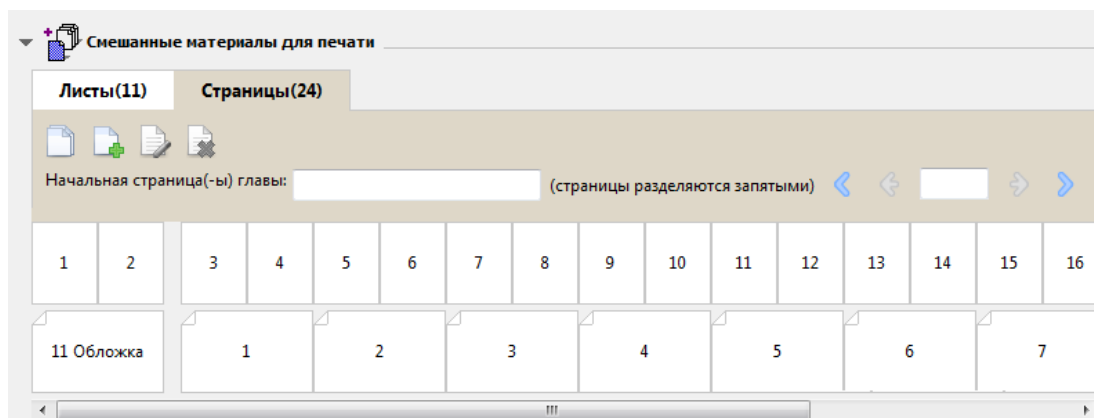 Смешанные материалы для печати
Листы(11) Страницы(24)
Начальная страница(-ы) главы: (страницы разделяются запятыми)
1 2 3 4 5 6 7 8 9 10 11 12 13 14 15 16
11 Обложка 1 2 3 4 5 6 7